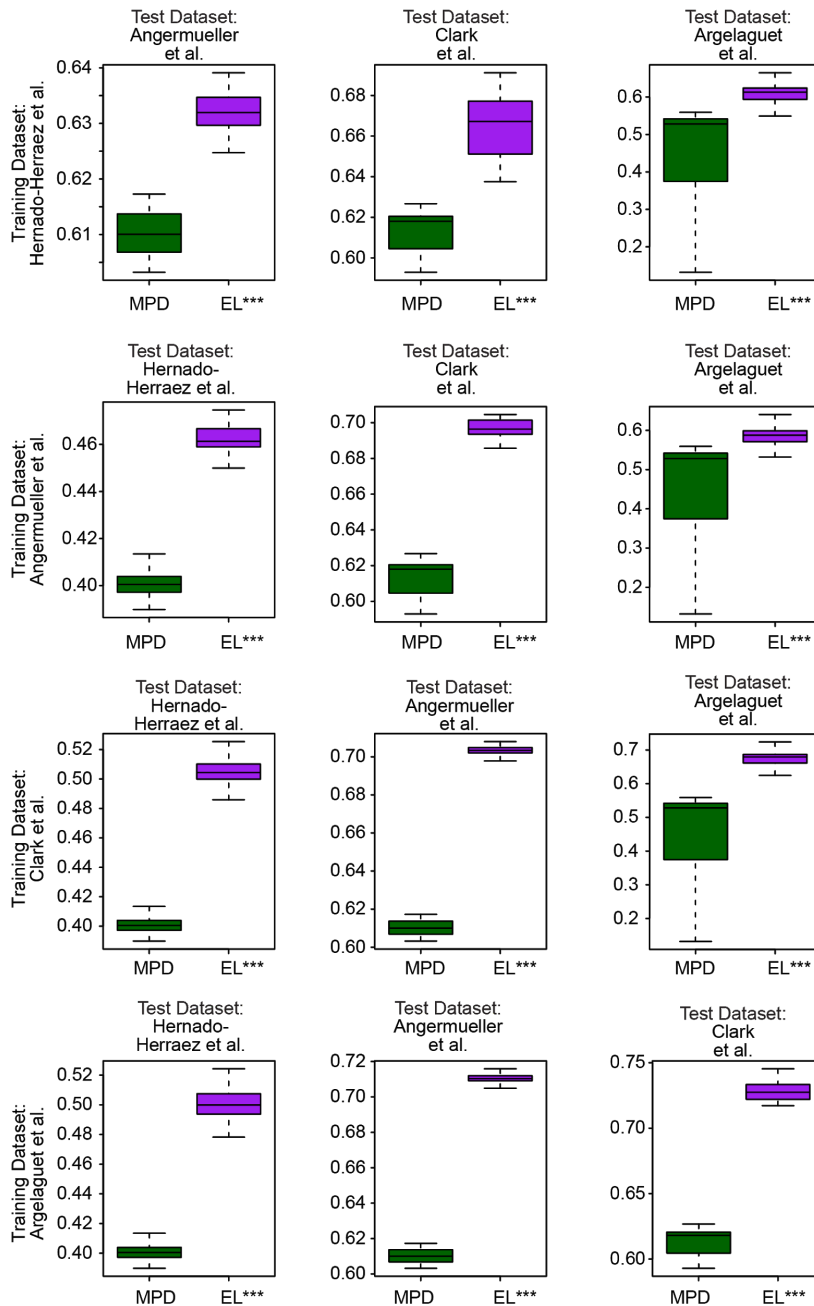 Test Dataset:
Angermueller
et al.
Test Dataset:
Clark
et al.
Test Dataset:
Argelaguet
et al.
Training Dataset:
Hernado-Herraez et al.
0.64
0.63
0.62
0.61
MPD
EL***
0.68
0.66
0.64
0.62
0.60
MPD
EL***
0.6
0.5
0.4
0.3
0.2
MPD
EL***
Test Dataset:
Hernado-
Herraez et al.
Test Dataset:
Clark
et al.
Test Dataset:
Argelaguet
et al.
Training Dataset:
Angermueller et al.
0.46
0.44
0.42
0.40
MPD
EL***
0.70
0.68
0.66
0.64
0.62
0.60
MPD
EL***
0.6
0.5
0.4
0.3
0.2
MPD
EL***
Test Dataset:
Hernado-
Herraez et al.
Test Dataset:
Angermueller
et al.
Test Dataset:
Argelaguet
et al.
Training Dataset:
Clark et al.
0.52
0.50
0.48
0.46
0.44
0.42
0.40
MPD
EL***
0.70
0.68
0.66
0.64
0.62
0.60
MPD
EL***
0.7
0.6
0.5
0.4
0.3
0.2
MPD
EL***
Test Dataset:
Hernado-
Herraez et al.
Test Dataset:
Angermueller
et al.
Test Dataset:
Clark
et al.
Training Dataset:
Argelaguet et al.
0.52
0.50
0.48
0.46
0.44
0.42
0.40
MPD
EL***
0.72
0.70
0.68
0.66
0.64
0.62
0.60
MPD
EL***
0.75
0.70
0.65
0.60
MPD
EL***